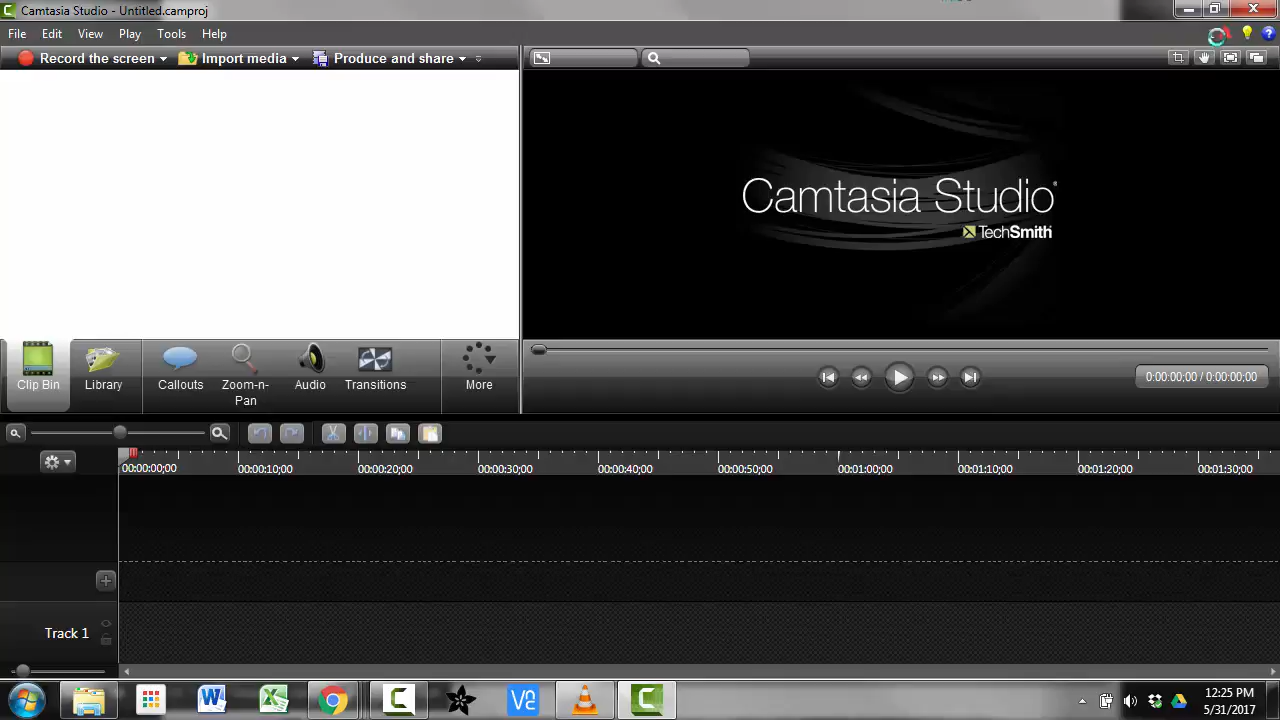 Camtasia Studio - Untitled.camproj
File Edit View Play Tools Help
Record the screen Import media Produce and share
Camtasia Studio®
TechSmith
Clip Bin Library Callouts Zoom-n-Pan Audio Transitions More
0:00:00;00 / 0:00:00;00
00:00:00;00 00:00:10;00 00:00:20;00 00:00:30;00 00:00:40;00 00:00:50;00 00:01:00;00 00:01:10;00 00:01:20;00 00:01:30;00
Track 1
12:25 PM
5/31/2017